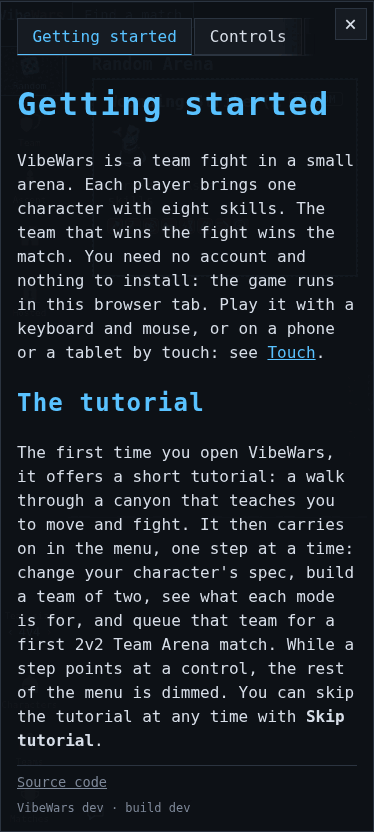 Getting started
Controls
×
Getting started
VibeWars is a team fight in a small
arena. Each player brings one
character with eight skills. The
team that wins the fight wins the
match. You need no account and
nothing to install: the game runs
in this browser tab. Play it with a
keyboard and mouse, or on a phone
or a tablet by touch: see Touch.
The tutorial
The first time you open VibeWars,
it offers a short tutorial: a walk
through a canyon that teaches you
to move and fight. It then carries
on in the menu, one step at a time:
change your character's spec, build
a team of two, see what each mode
is for, and queue that team for a
first 2v2 Team Arena match. While a
step points at a control, the rest
of the menu is dimmed. You can skip
the tutorial at any time with Skip
tutorial.
Source code
VibeWars dev · build dev